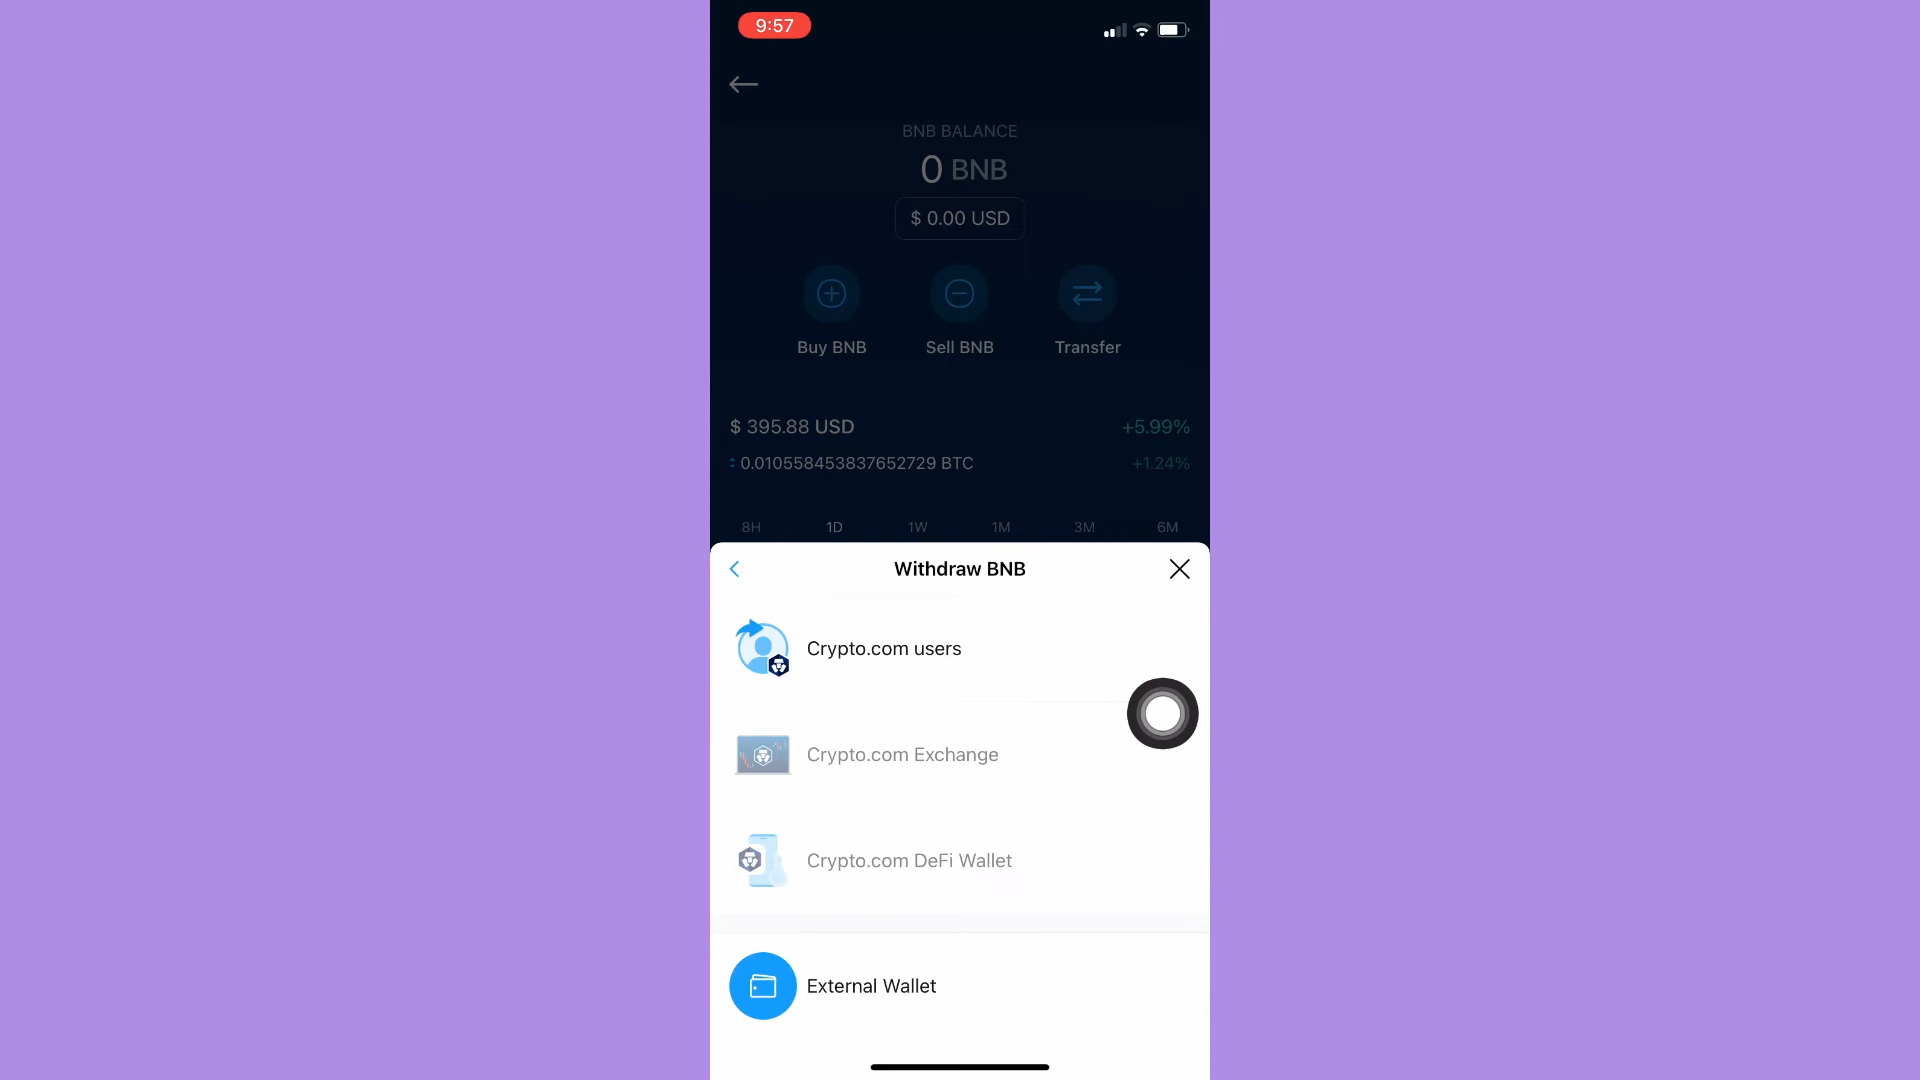 9:57
BNB BALANCE
0 BNB
$ 0.00 USD
Buy BNB
Sell BNB
Transfer
$ 395.88 USD
+5.99%
0.010558453837652729 BTC
+1.24%
8H
1D
1W
1M
3M
6M
Withdraw BNB
Crypto.com users
Crypto.com Exchange
Crypto.com DeFi Wallet
External Wallet